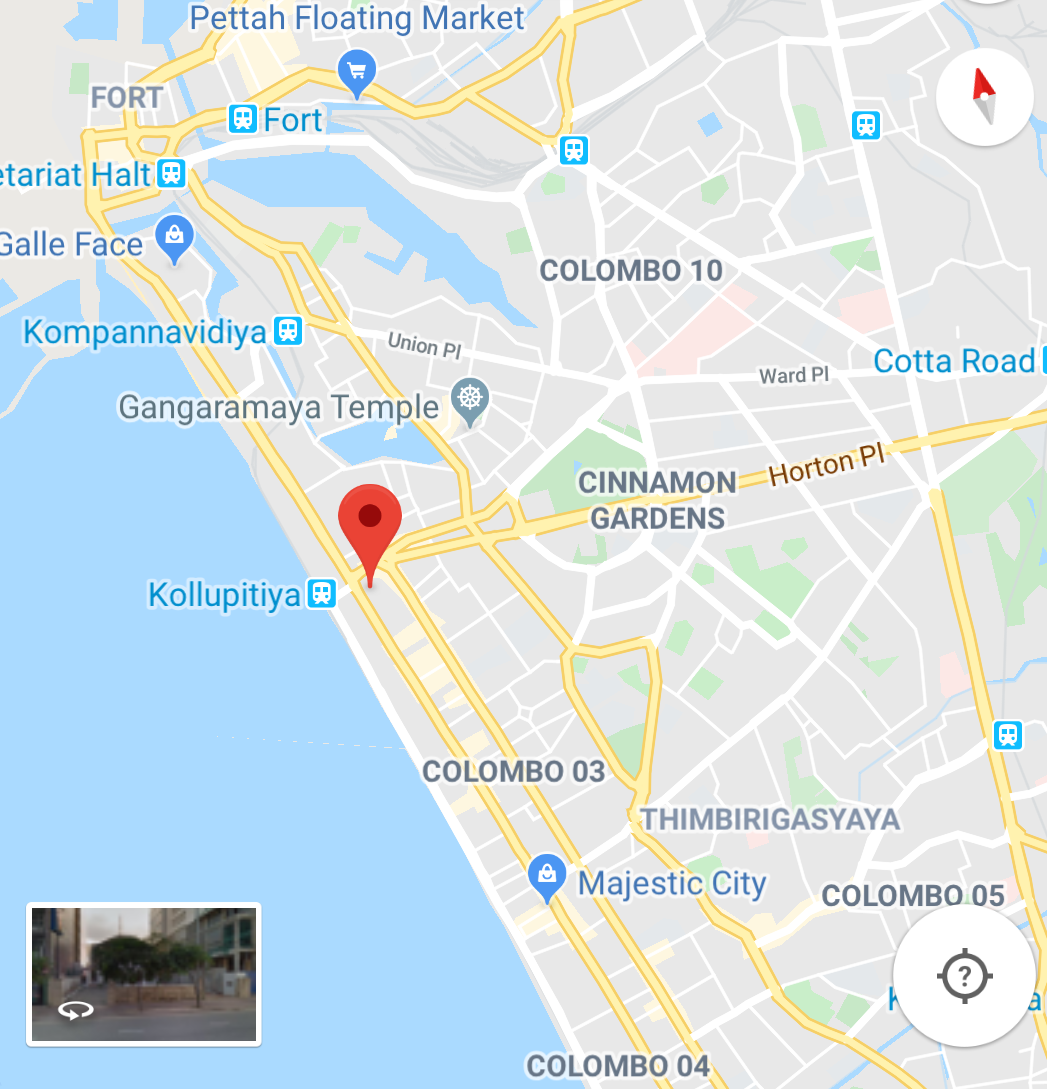 Pettah Floating Market
FORT
Fort
etariat Halt
Galle Face
COLOMBO 10
Kompannavidiya
Union Pl
Ward Pl
Cotta Road
Gangaramaya Temple
Horton Pl
CINNAMON
GARDENS
Kollupitiya
COLOMBO 03
THIMBIRIGASYAYA
Majestic City
COLOMBO 05
?
K
a
COLOMBO 04